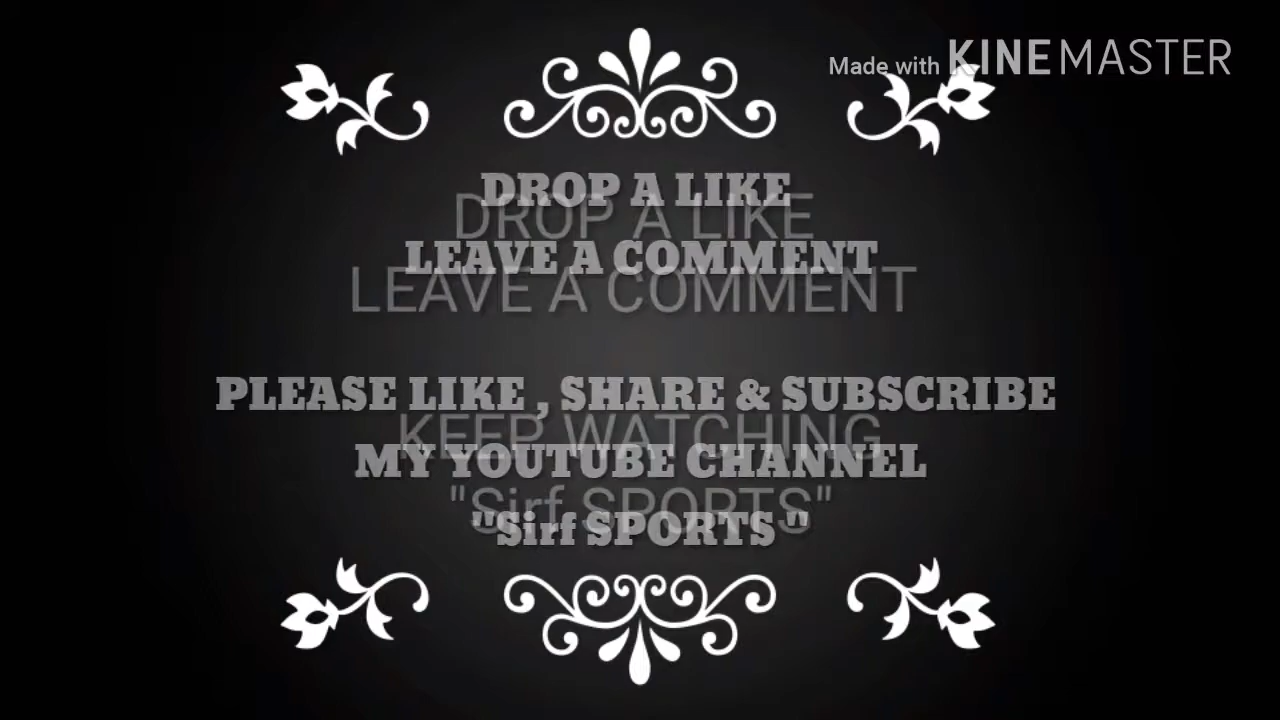 Made with KINEMASTER
DROP A LIKE
DROP A LIKE
LEAVE A COMMENT
LEAVE A COMMENT
PLEASE LIKE , SHARE & SUBSCRIBE
KEEP WATCHING
MY YOUTUBE CHANNEL
"Sirf SPORTS"
"Sirf SPORTS "